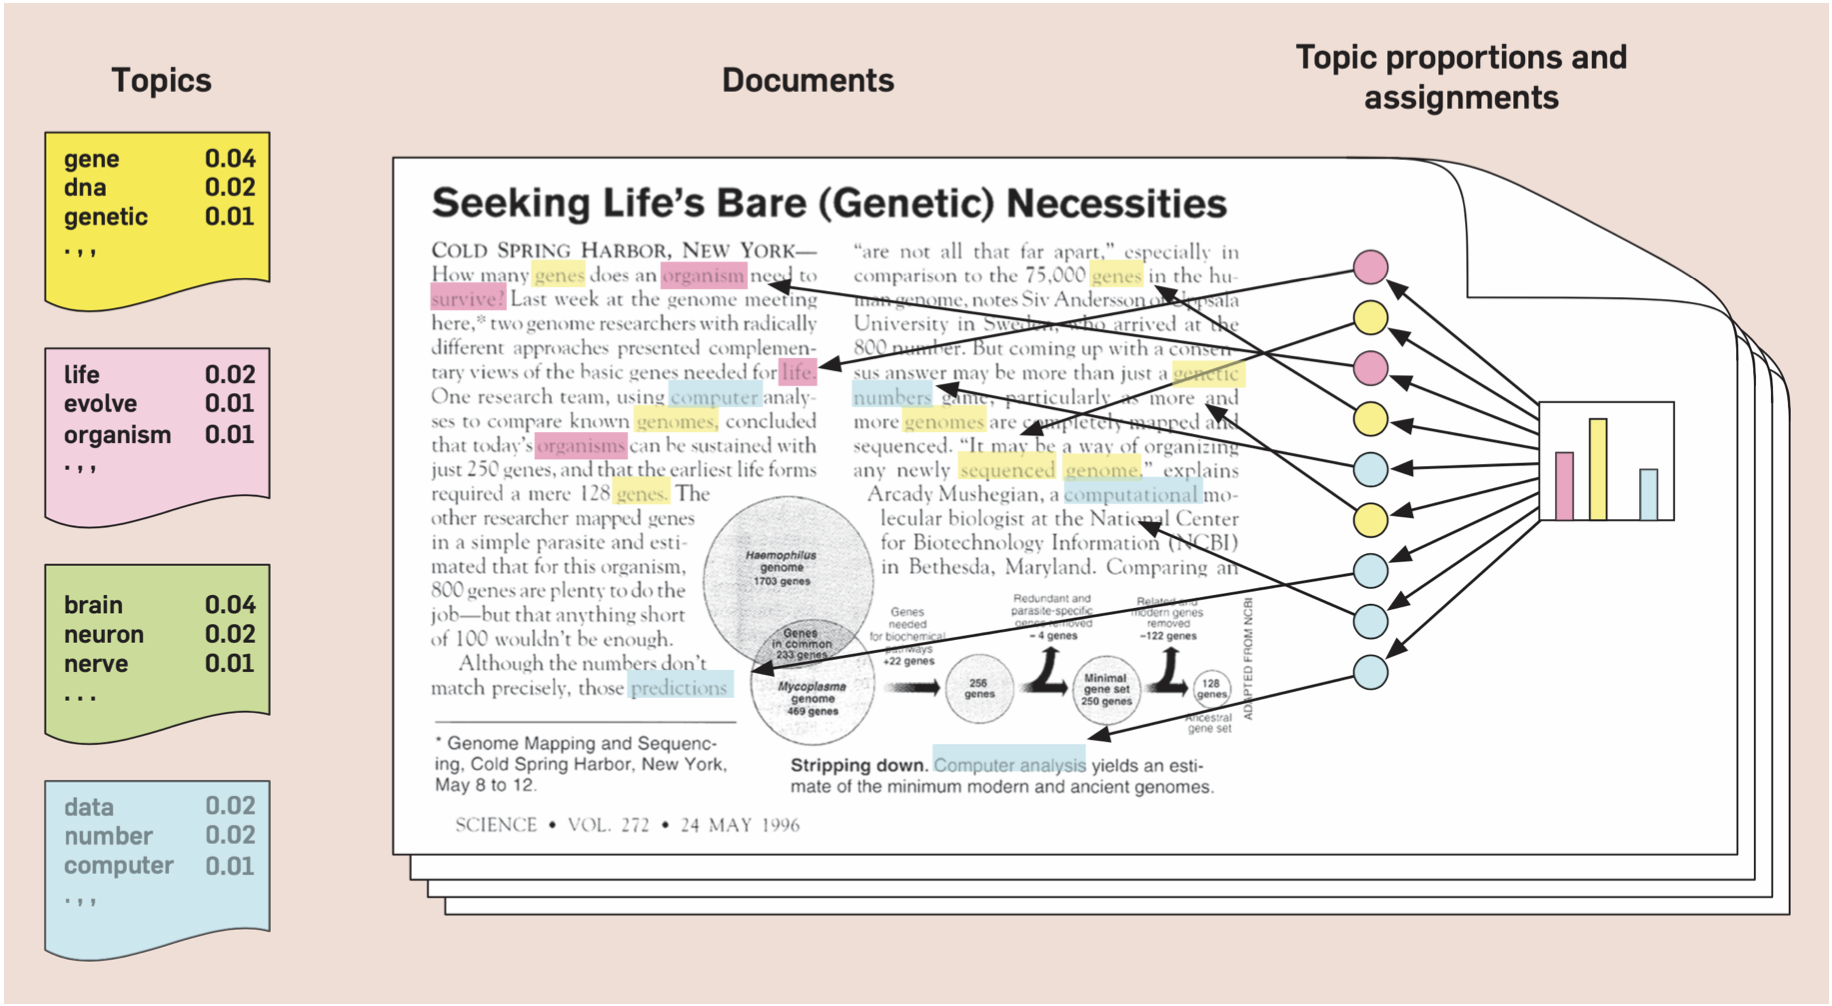 Topics
Documents
Topic proportions and
assignments
gene 0.04
dna 0.02
genetic 0.01
. , ,
life 0.02
evolve 0.01
organism 0.01
. , ,
brain 0.04
neuron 0.02
nerve 0.01
. . .
data 0.02
number 0.02
computer 0.01
. , ,
Seeking Life's Bare (Genetic) Necessities
COLD SPRING HARBOR, NEW YORK—
How many genes does an organism need to
survive? Last week at the genome meeting
here,* two genome researchers with radically
different approaches presented complemen-
tary views of the basic genes needed for life.
One research team, using computer analy-
ses to compare known genomes, concluded
that today's organisms can be sustained with
just 250 genes, and that the earliest life forms
required a mere 128 genes. The
other researcher mapped genes
in a simple parasite and esti-
mated that for this organism,
800 genes are plenty to do the
job—but that anything short
of 100 wouldn't be enough.
Although the numbers don't
match precisely, those predictions
* Genome Mapping and Sequenc-
ing, Cold Spring Harbor, New York,
May 8 to 12.
"are not all that far apart," especially in
comparison to the 75,000 genes in the hu-
man genome, notes Siv Andersson of Uppsala
University in Sweden, who arrived at the
800 number. But coming up with a consen-
sus answer may be more than just a genetic
numbers game, particularly as more and
more genomes are completely mapped and
sequenced. "It may be a way of organizing
any newly sequenced genome," explains
Arcady Mushegian, a computational mo-
lecular biologist at the National Center
for Biotechnology Information (NCBI)
in Bethesda, Maryland. Comparing an
Haemophilus
genome
1703 genes
Genes
in common
233 genes
Mycoplasma
genome
469 genes
Genes
needed
for biochemical
pathways
+22 genes
256
genes
Redundant and
parasite-specific
genes removed
–4 genes
Minimal
gene set
250 genes
Related and
modern genes
removed
–122 genes
128
genes
Ancestral
gene set
ADAPTED FROM NCBI
Stripping down. Computer analysis yields an esti-
mate of the minimum modern and ancient genomes.
SCIENCE • VOL. 272 • 24 MAY 1996